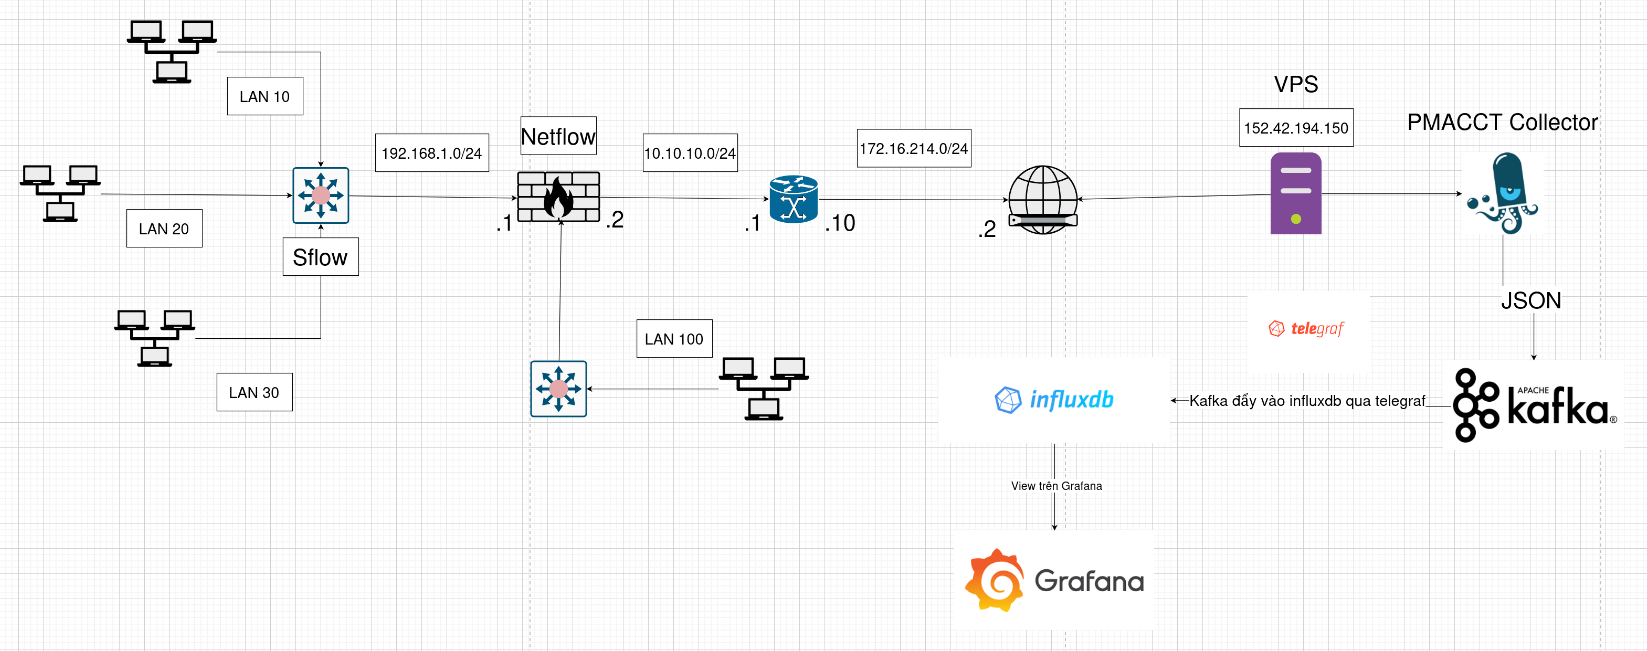 VPS
LAN 10
152.42.194.150
PMACCT Collector
Netflow
192.168.1.0/24
10.10.10.0/24
172.16.214.0/24
LAN 20
.1
.2
.1
.10
.2
Sflow
JSON
telegraf
LAN 100
LAN 30
influxdb
Kafka đẩy vào influxdb qua telegraf
APACHE
kafka®
View trên Grafana
Grafana